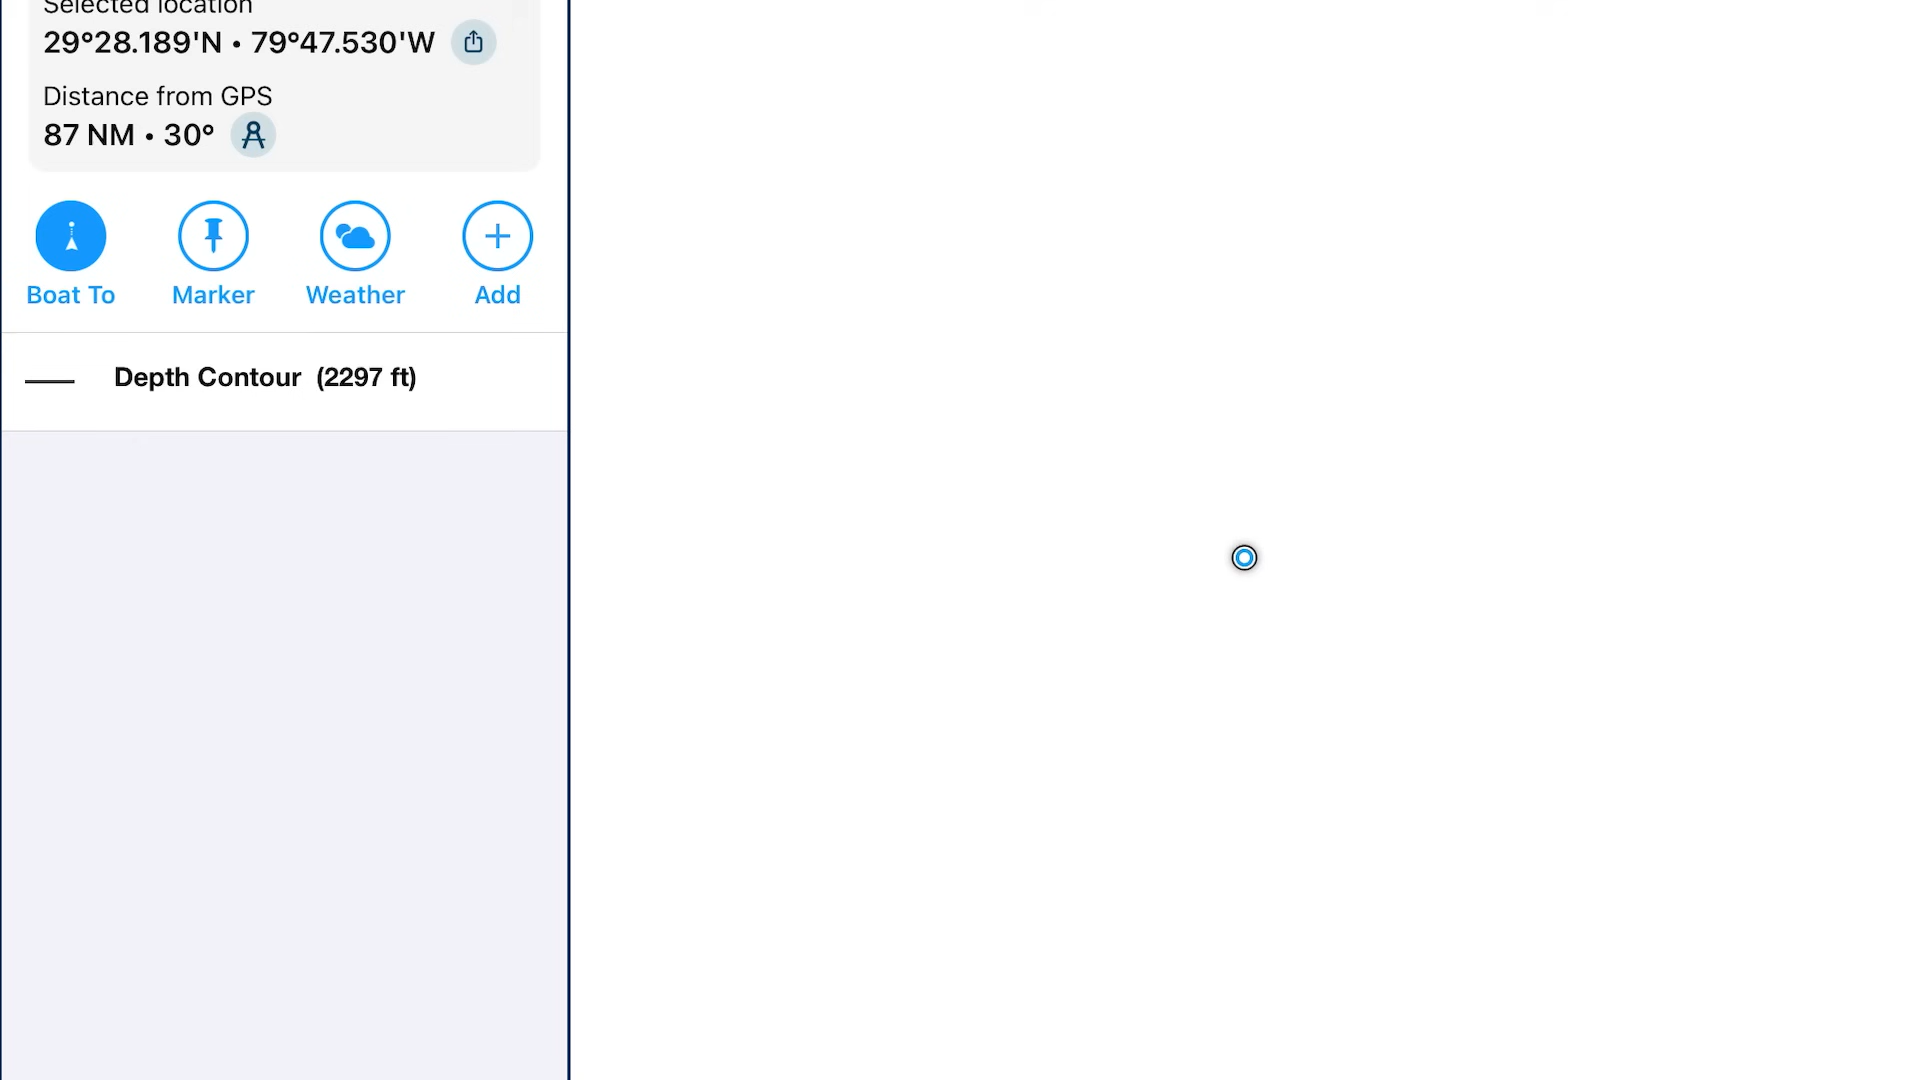 Selected location
29°28.189'N • 79°47.530'W
Distance from GPS
87 NM • 30°
Boat To
Marker
Weather
Add
Depth Contour (2297 ft)